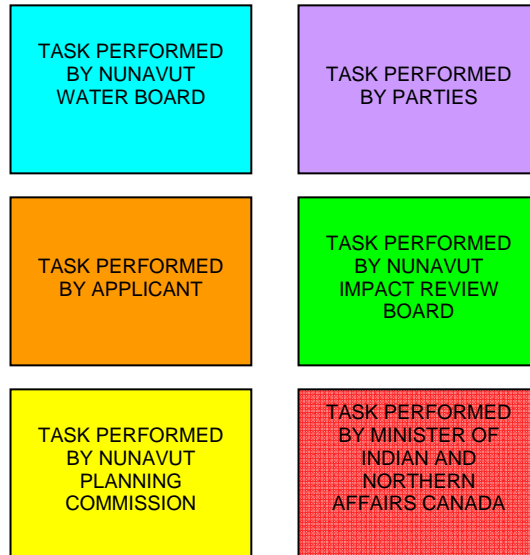 TASK PERFORMED
BY NUNAVUT
WATER BOARD
TASK PERFORMED
BY PARTIES
TASK PERFORMED
BY APPLICANT
TASK PERFORMED
BY NUNAVUT
IMPACT REVIEW
BOARD
TASK PERFORMED
BY NUNAVUT
PLANNING
COMMISSION
TASK PERFORMED
BY MINISTER OF
INDIAN AND
NORTHERN
AFFAIRS CANADA